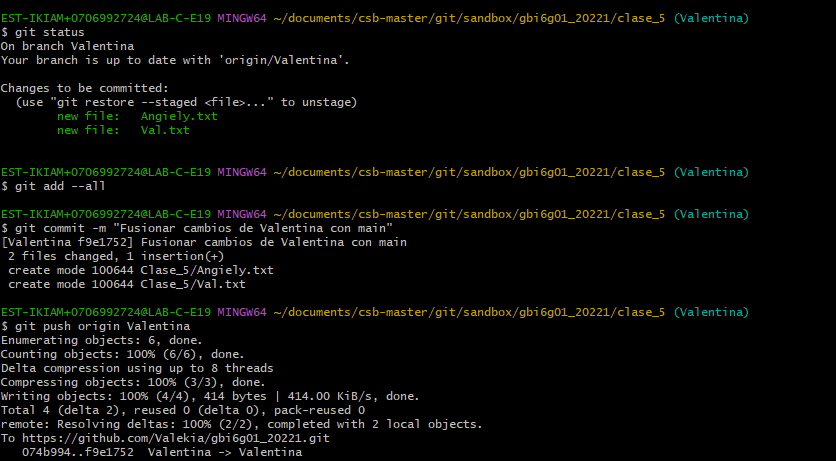 EST-IKIAM+0706992724@LAB-C-E19 MINGW64 ~/documents/csb-master/git/sandbox/gbi6g01_20221/clase_5 (Valentina)
$ git status
On branch Valentina
Your branch is up to date with 'origin/Valentina'.
Changes to be committed:
  (use "git restore --staged <file>..." to unstage)
        new file:   Angiely.txt
        new file:   Val.txt
EST-IKIAM+0706992724@LAB-C-E19 MINGW64 ~/documents/csb-master/git/sandbox/gbi6g01_20221/clase_5 (Valentina)
$ git add --all
EST-IKIAM+0706992724@LAB-C-E19 MINGW64 ~/documents/csb-master/git/sandbox/gbi6g01_20221/clase_5 (Valentina)
$ git commit -m "Fusionar cambios de Valentina con main"
[Valentina f9e1752] Fusionar cambios de Valentina con main
 2 files changed, 1 insertion(+)
 create mode 100644 Clase_5/Angiely.txt
 create mode 100644 Clase_5/Val.txt
EST-IKIAM+0706992724@LAB-C-E19 MINGW64 ~/documents/csb-master/git/sandbox/gbi6g01_20221/clase_5 (Valentina)
$ git push origin Valentina
Enumerating objects: 6, done.
Counting objects: 100% (6/6), done.
Delta compression using up to 8 threads
Compressing objects: 100% (3/3), done.
Writing objects: 100% (4/4), 414 bytes | 414.00 KiB/s, done.
Total 4 (delta 2), reused 0 (delta 0), pack-reused 0
remote: Resolving deltas: 100% (2/2), completed with 2 local objects.
To https://github.com/Valekia/gbi6g01_20221.git
   074b994..f9e1752  Valentina -> Valentina